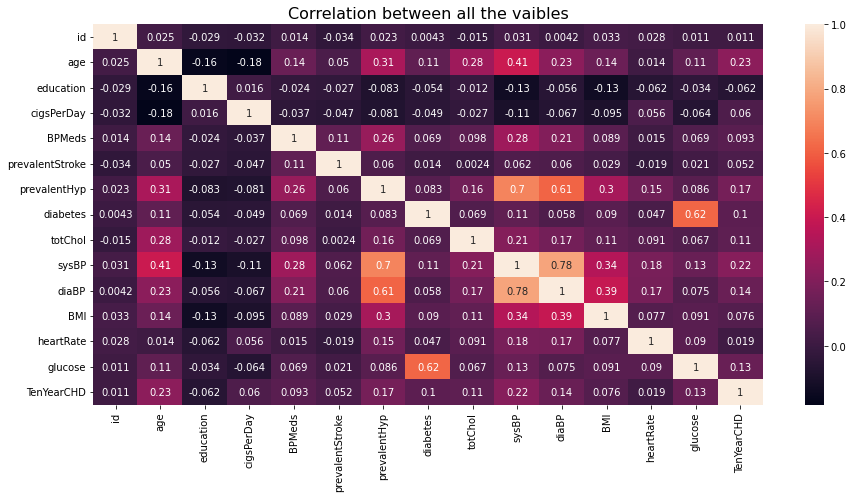 Correlation between all the vaibles
id 1 0.025 -0.029 -0.032 0.014 -0.034 0.023 0.0043 -0.015 0.031 0.0042 0.033 0.028 0.011 0.011
age 0.025 1 -0.16 -0.18 0.14 0.05 0.31 0.11 0.28 0.41 0.23 0.14 0.014 0.11 0.23
education -0.029 -0.16 1 0.016 -0.024 -0.027 -0.083 -0.054 -0.012 -0.13 -0.056 -0.13 -0.062 -0.034 -0.062
cigsPerDay -0.032 -0.18 0.016 1 -0.037 -0.047 -0.081 -0.049 -0.027 -0.11 -0.067 -0.095 0.056 -0.064 0.06
BPMeds 0.014 0.14 -0.024 -0.037 1 0.11 0.26 0.069 0.098 0.28 0.21 0.089 0.015 0.069 0.093
prevalentStroke -0.034 0.05 -0.027 -0.047 0.11 1 0.06 0.014 0.0024 0.062 0.06 0.029 -0.019 0.021 0.052
prevalentHyp 0.023 0.31 -0.083 -0.081 0.26 0.06 1 0.083 0.16 0.7 0.61 0.3 0.15 0.086 0.17
diabetes 0.0043 0.11 -0.054 -0.049 0.069 0.014 0.083 1 0.069 0.11 0.058 0.09 0.047 0.62 0.1
totChol -0.015 0.28 -0.012 -0.027 0.098 0.0024 0.16 0.069 1 0.21 0.17 0.11 0.091 0.067 0.11
sysBP 0.031 0.41 -0.13 -0.11 0.28 0.062 0.7 0.11 0.21 1 0.78 0.34 0.18 0.13 0.22
diaBP 0.0042 0.23 -0.056 -0.067 0.21 0.06 0.61 0.058 0.17 0.78 1 0.39 0.17 0.075 0.14
BMI 0.033 0.14 -0.13 -0.095 0.089 0.029 0.3 0.09 0.11 0.34 0.39 1 0.077 0.091 0.076
heartRate 0.028 0.014 -0.062 0.056 0.015 -0.019 0.15 0.047 0.091 0.18 0.17 0.077 1 0.09 0.019
glucose 0.011 0.11 -0.034 -0.064 0.069 0.021 0.086 0.62 0.067 0.13 0.075 0.091 0.09 1 0.13
TenYearCHD 0.011 0.23 -0.062 0.06 0.093 0.052 0.17 0.1 0.11 0.22 0.14 0.076 0.019 0.13 1
id age education cigsPerDay BPMeds prevalentStroke prevalentHyp diabetes totChol sysBP diaBP BMI heartRate glucose TenYearCHD
1.0
0.8
0.6
0.4
0.2
0.0